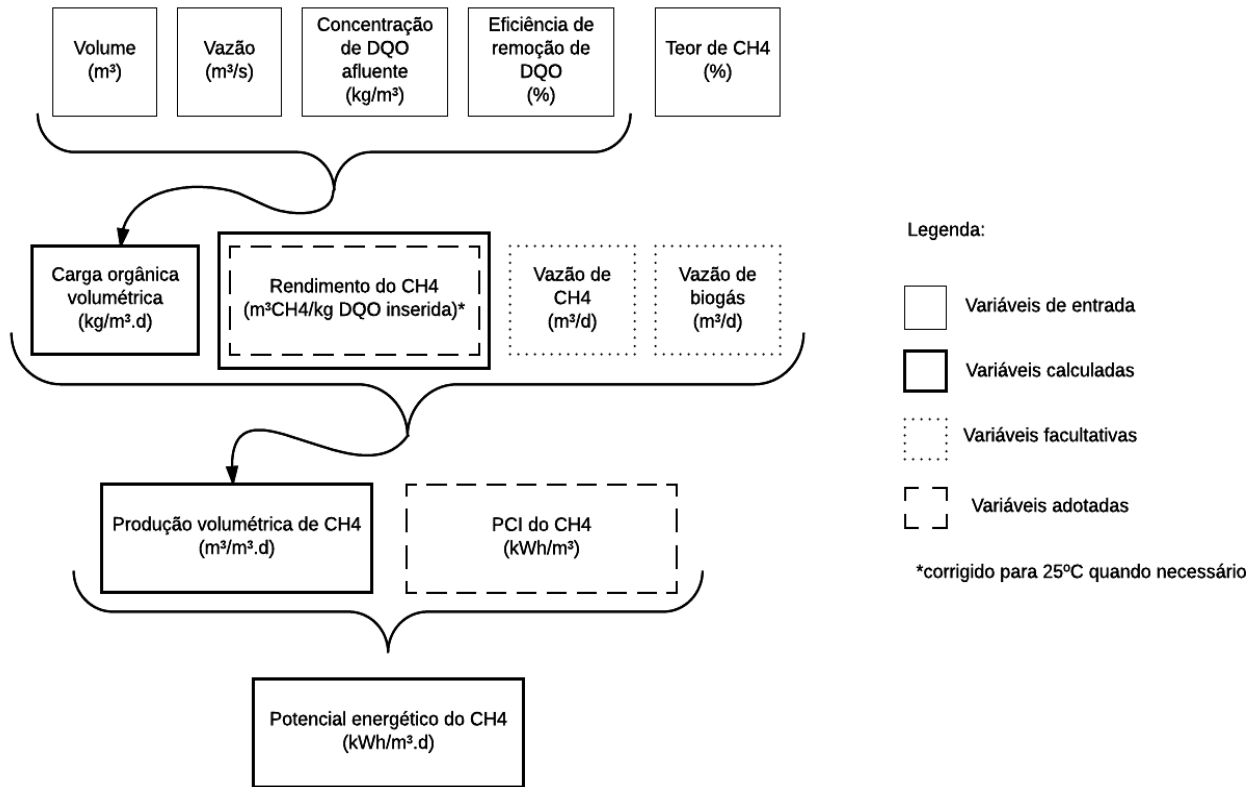 Volume
(m³)
Vazão
(m³/s)
Concentração
de DQO
afluente
(kg/m³)
Eficiência de
remoção de
DQO
(%)
Teor de CH4
(%)
Carga orgânica
volumétrica
(kg/m³.d)
Rendimento do CH4
(m³CH4/kg DQO inserida)*
Vazão de
CH4
(m³/d)
Vazão de
biogás
(m³/d)
Produção volumétrica de CH4
(m³/m³.d)
PCI do CH4
(kWh/m³)
Potencial energético do CH4
(kWh/m³.d)
Legenda:
Variáveis de entrada
Variáveis calculadas
Variáveis facultativas
Variáveis adotadas
*corrigido para 25ºC quando necessário